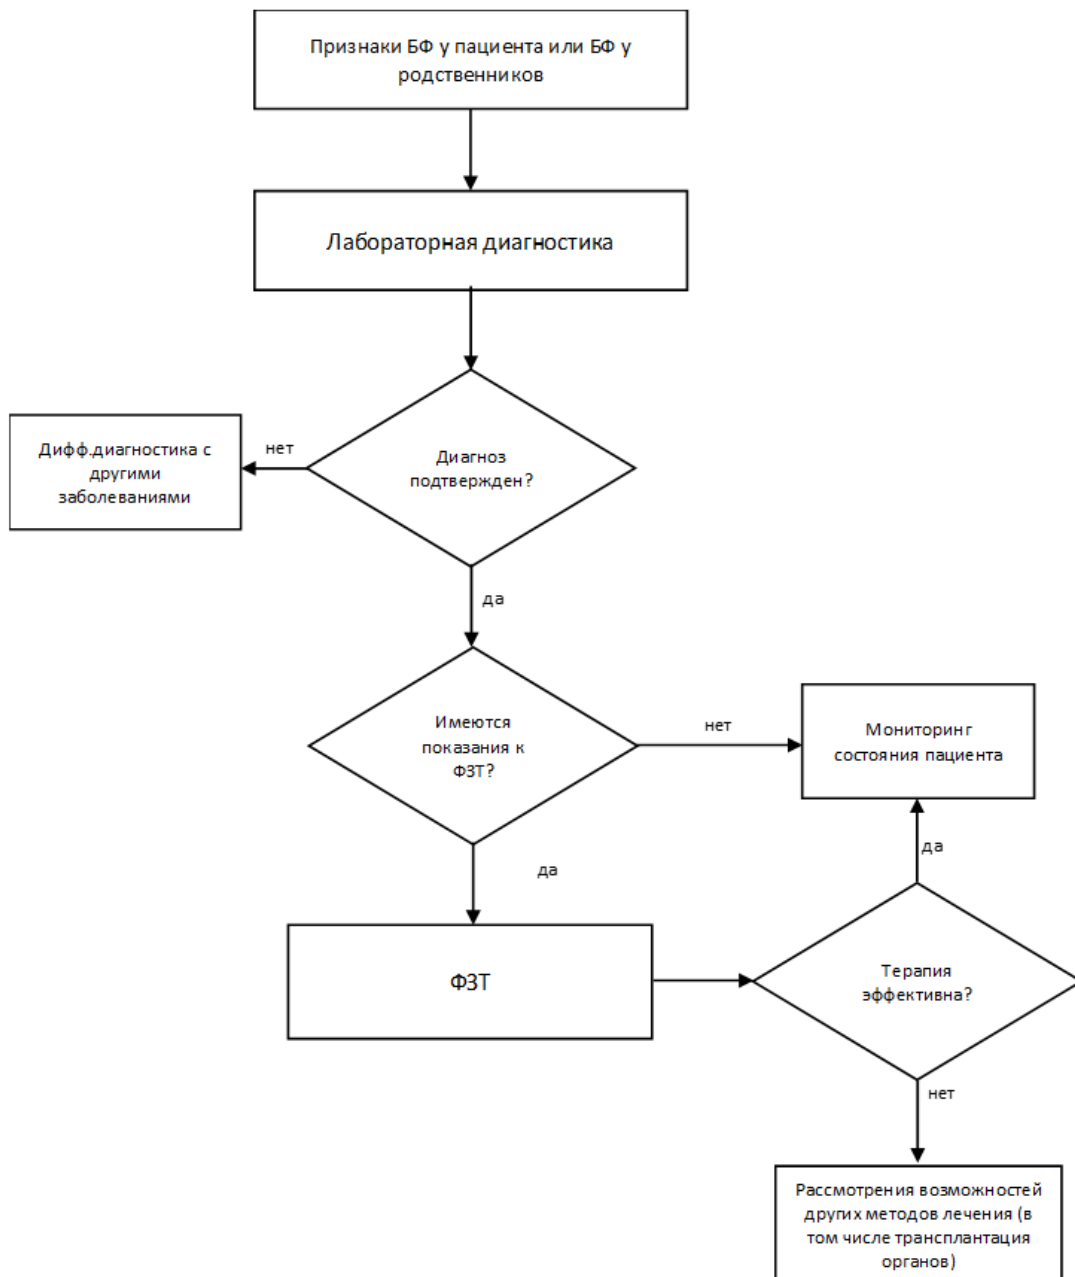 Признаки БФ у пациента или БФ у
родственников
Лабораторная диагностика
Диагноз
подтвержден?
нет
Дифф.диагностика с
другими
заболеваниями
да
Имеются
показания к
ФЗТ?
нет
Мониторинг
состояния пациента
да
да
ФЗТ
Терапия
эффективна?
нет
Рассмотрения возможностей
других методов лечения (в
том числе трансплантация
органов)